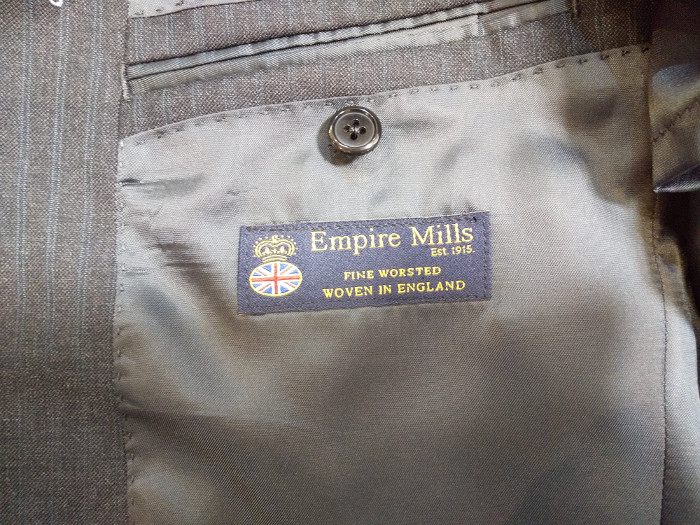 Empire Mills
Est. 1915.
FINE WORSTED
WOVEN IN ENGLAND